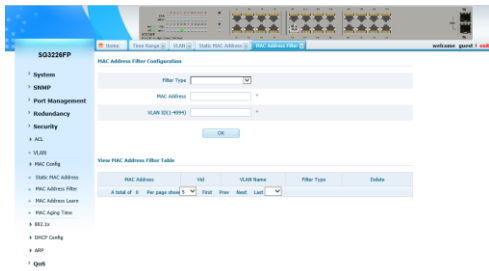 Home
Time Range
VLAN
Static MAC Address
MAC Address Filter
welcome guest !
SG3226FP
System
SNMP
Port Management
Redundancy
Security
ACL
VLAN
MAC Config
Static MAC Address
MAC Address Filter
MAC Address Learn
MAC Aging Time
802.1x
DHCP Config
ARP
QoS
MAC Address Filter Configuration
Filter Type
MAC Address *
VLAN ID(1-4094) *
OK
View MAC Address Filter Table
MAC Address Vid VLAN Name Filter Type Delete
A total of 0 Per page show 5 First Prev Next Last